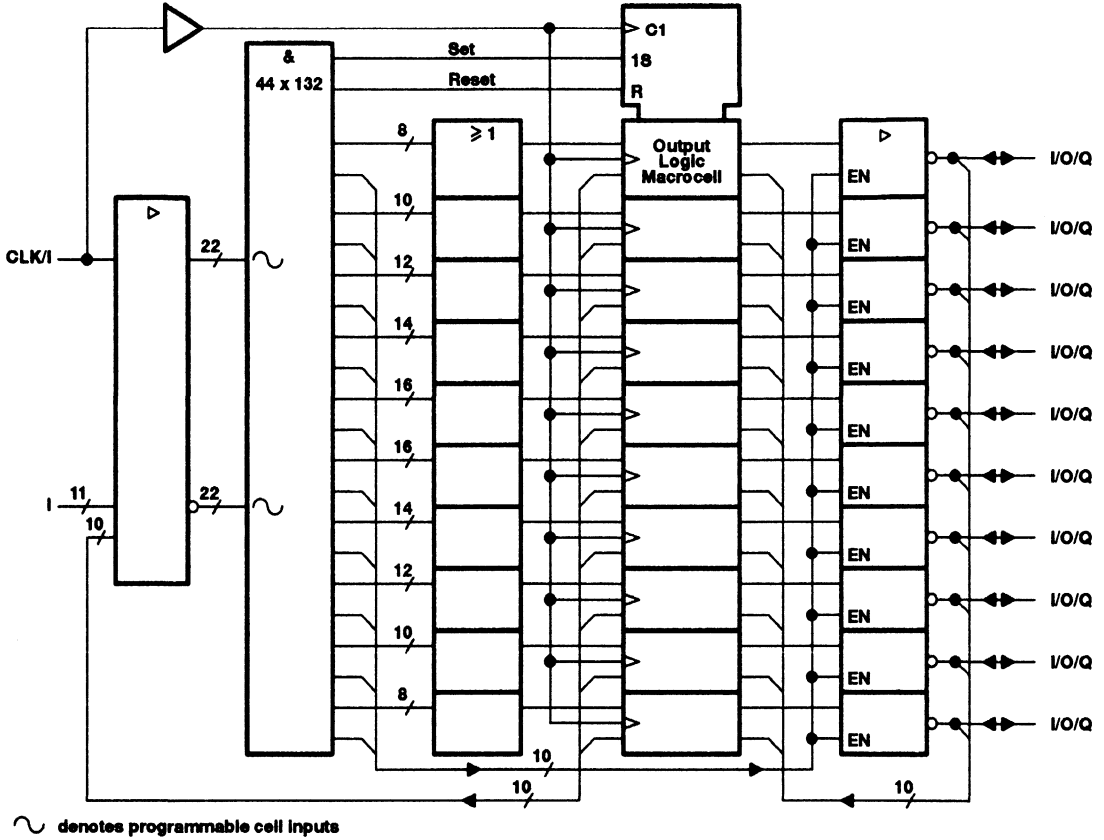 C1
&
Set
1S
44 x 132
Reset
R
8
≥ 1
Output
Logic
Macrocell
I/O/Q
EN
10
I/O/Q
EN
CLK/I
22
12
I/O/Q
EN
14
I/O/Q
EN
16
I/O/Q
EN
16
I/O/Q
EN
I
11
22
10
14
I/O/Q
EN
12
I/O/Q
EN
10
I/O/Q
EN
8
I/O/Q
EN
10
10
10
denotes programmable cell inputs